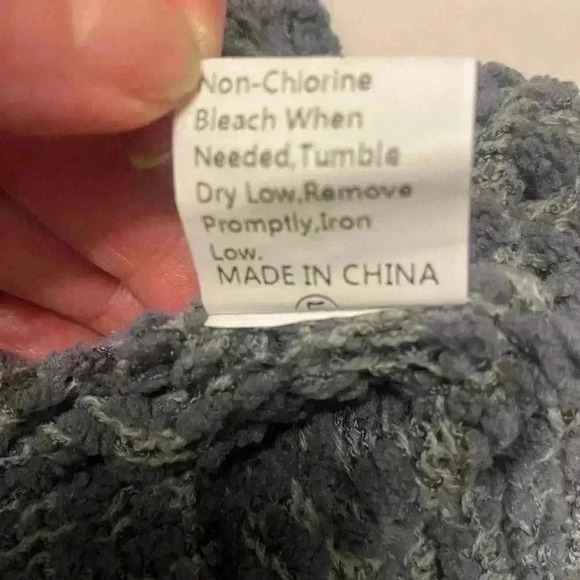 Non-Chlorine
Bleach When
Needed,Tumble
Dry Low,Remove
Promptly,Iron
Low.
MADE IN CHINA